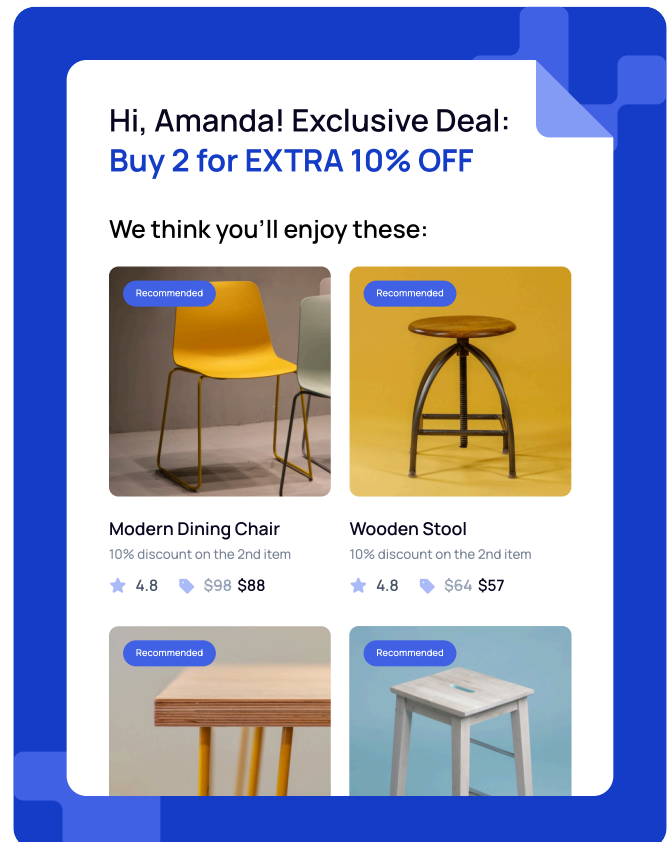 Hi, Amanda! Exclusive Deal:
Buy 2 for EXTRA 10% OFF
We think you’ll enjoy these:
Recommended
Recommended
Modern Dining Chair
Wooden Stool
10% discount on the 2nd item
10% discount on the 2nd item
4.8 $98 $88
4.8 $64 $57
Recommended
Recommended